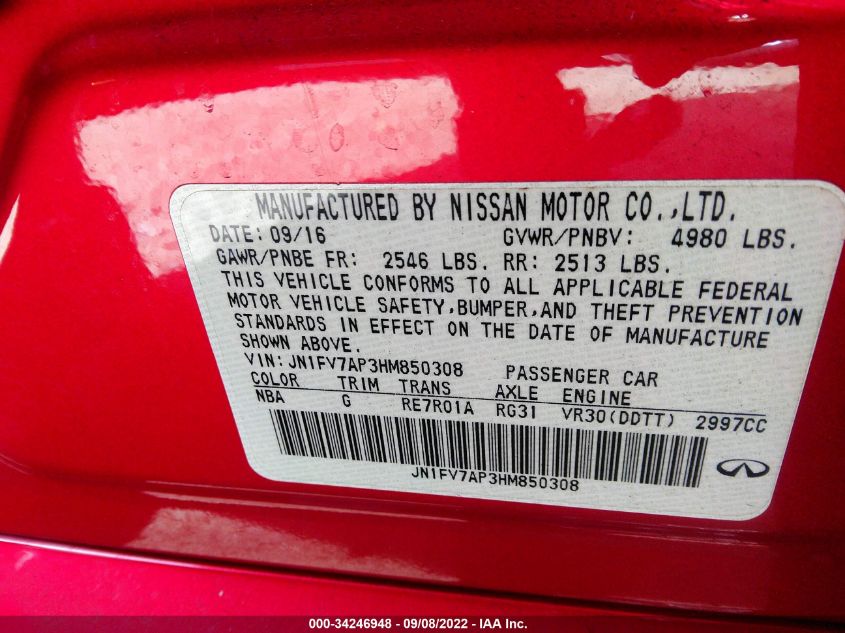 MANUFACTURED BY NISSAN MOTOR CO.,LTD.
DATE: 09/16 GVWR/PNBV: 4980 LBS.
GAWR/PNBE FR: 2546 LBS. RR: 2513 LBS.
THIS VEHICLE CONFORMS TO ALL APPLICABLE FEDERAL
MOTOR VEHICLE SAFETY,BUMPER,AND THEFT PREVENTION
STANDARDS IN EFFECT ON THE DATE OF MANUFACTURE
SHOWN ABOVE.
VIN: JN1FV7AP3HM850308 PASSENGER CAR
COLOR TRIM TRANS AXLE ENGINE
NBA G RE7R01A RG31 VR30(DDTT) 2997CC
JN1FV7AP3HM850308
000-34246948 - 09/08/2022 - IAA Inc.